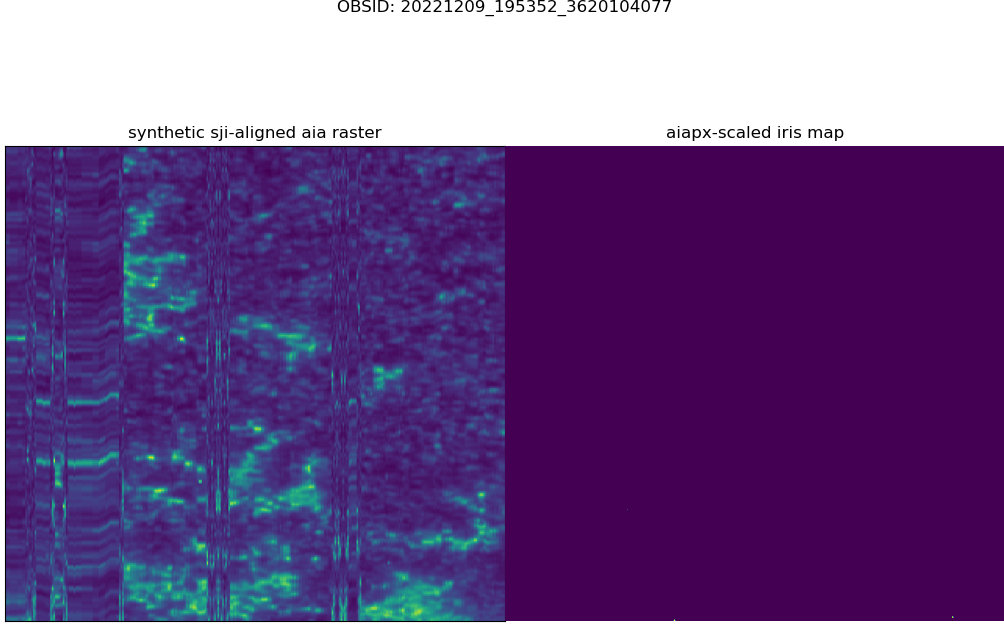 OBSID: 20221209_195352_3620104077
synthetic sji-aligned aia raster
aiapx-scaled iris map